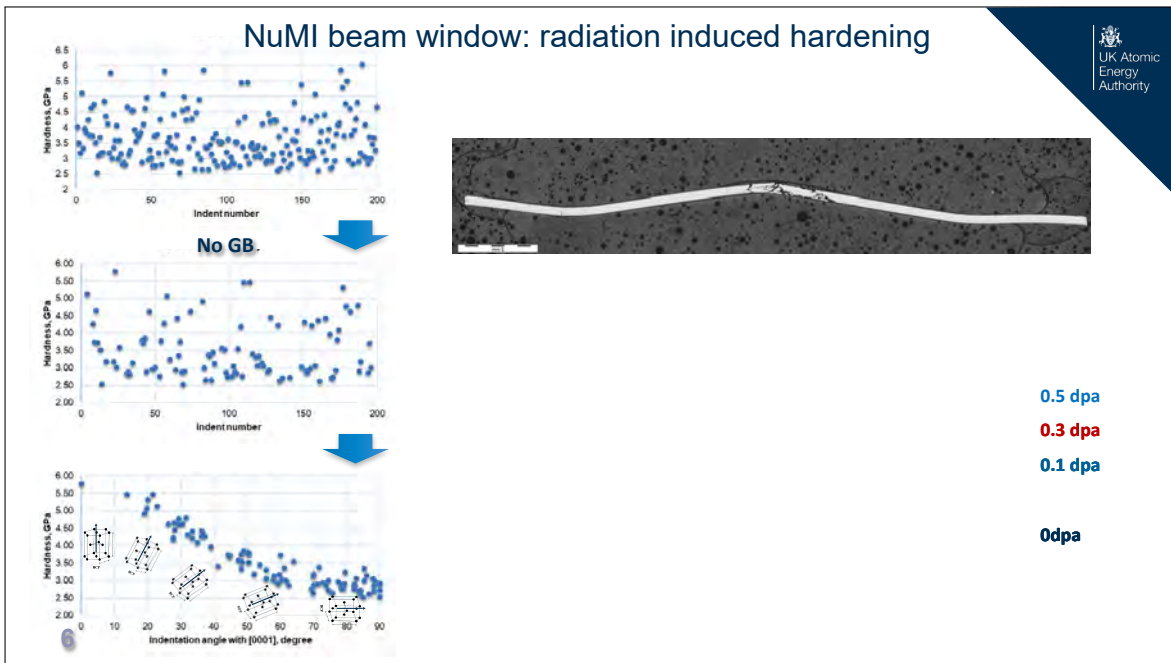 NuMI beam window: radiation induced hardening
UK Atomic
Energy
Authority
Hardness, GPa
6.5
6
5.5
5
4.5
4
3.5
3
2.5
2
0 50 100 150 200
Indent number
No GB.
Hardness, GPa
6.00
5.50
5.00
4.50
4.00
3.50
3.00
2.50
2.00
0 50 100 150 200
Indent number
Hardness, GPa
6.00
5.50
5.00
4.50
4.00
3.50
3.00
2.50
2.00
0 10 20 30 40 50 60 70 80 90
Indentation angle with [0001], degree
0.5 dpa
0.3 dpa
0.1 dpa
0dpa
6